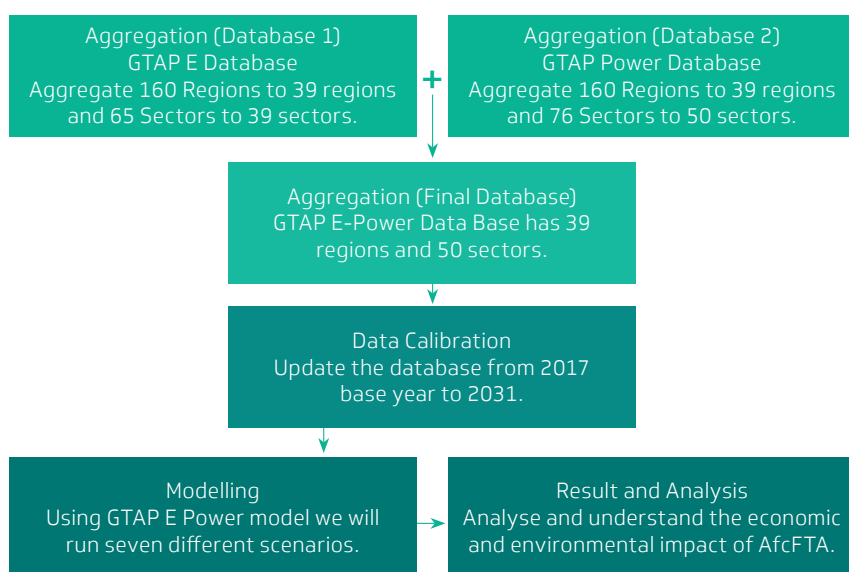 Aggregation (Database 1)
GTAP E Database
Aggregate 160 Regions to 39 regions
and 65 Sectors to 39 sectors.
+
Aggregation (Database 2)
GTAP Power Database
Aggregate 160 Regions to 39 regions
and 76 Sectors to 50 sectors.
Aggregation (Final Database)
GTAP E-Power Data Base has 39
regions and 50 sectors.
Data Calibration
Update the database from 2017
base year to 2031.
Modelling
Using GTAP E Power model we will
run seven different scenarios.
Result and Analysis
Analyse and understand the economic
and environmental impact of AfcFTA.